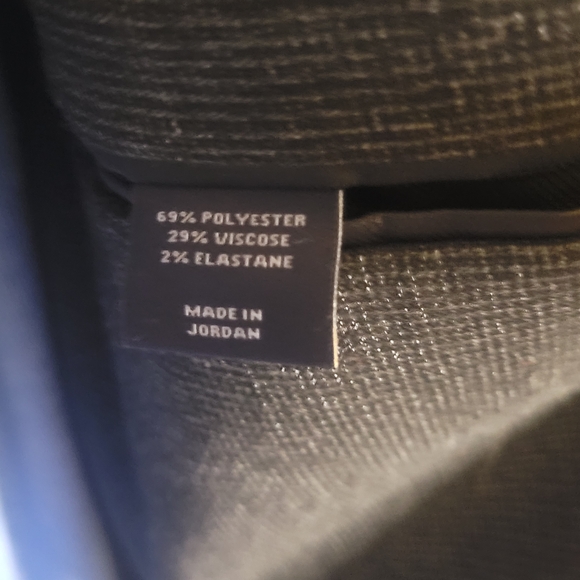 69% POLYESTER
29% VISCOSE
2% ELASTANE
MADE IN
JORDAN